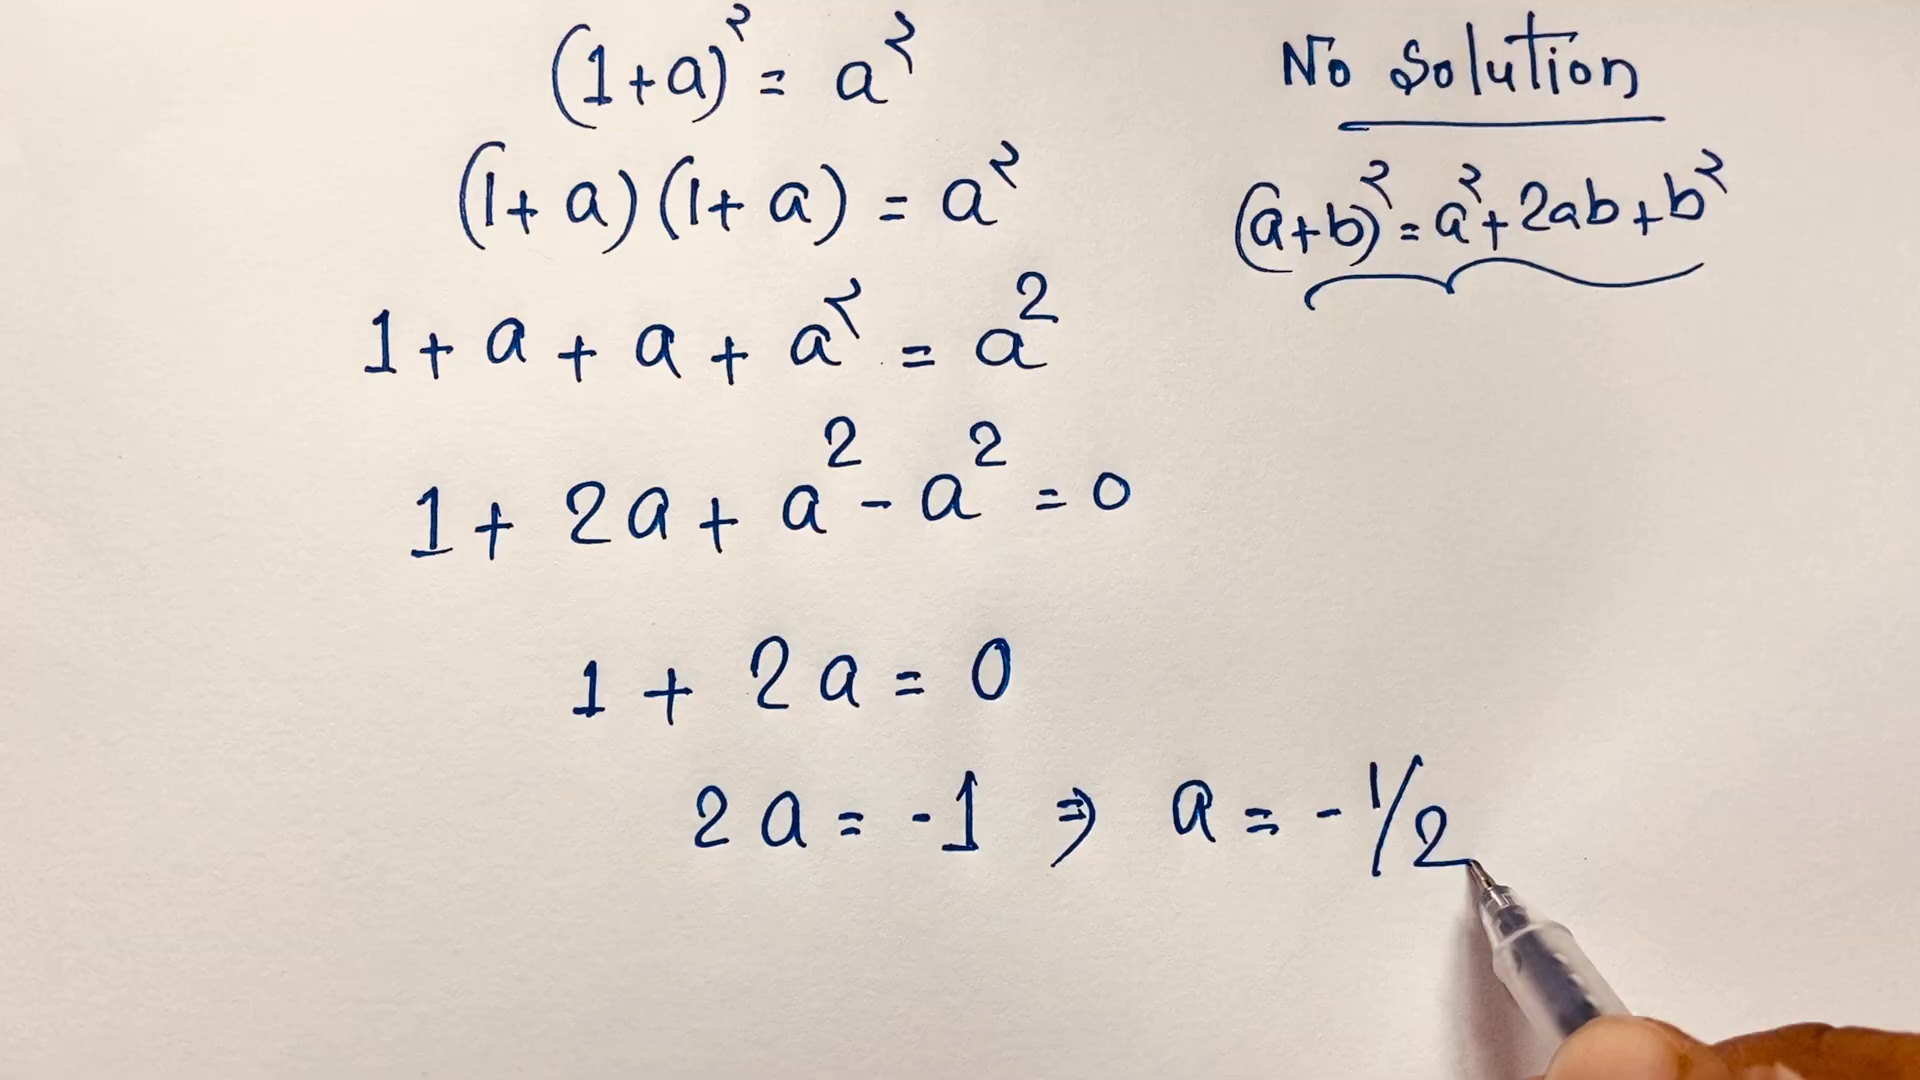 (1+a)² = a²
(1+a)(1+a) = a²
1+a+a+a² = a²
1+2a+a²-a² = 0
1+2a = 0
2a = -1 ⇒ a = -1/2
No Solution
(a+b)² = a²+2ab+b²